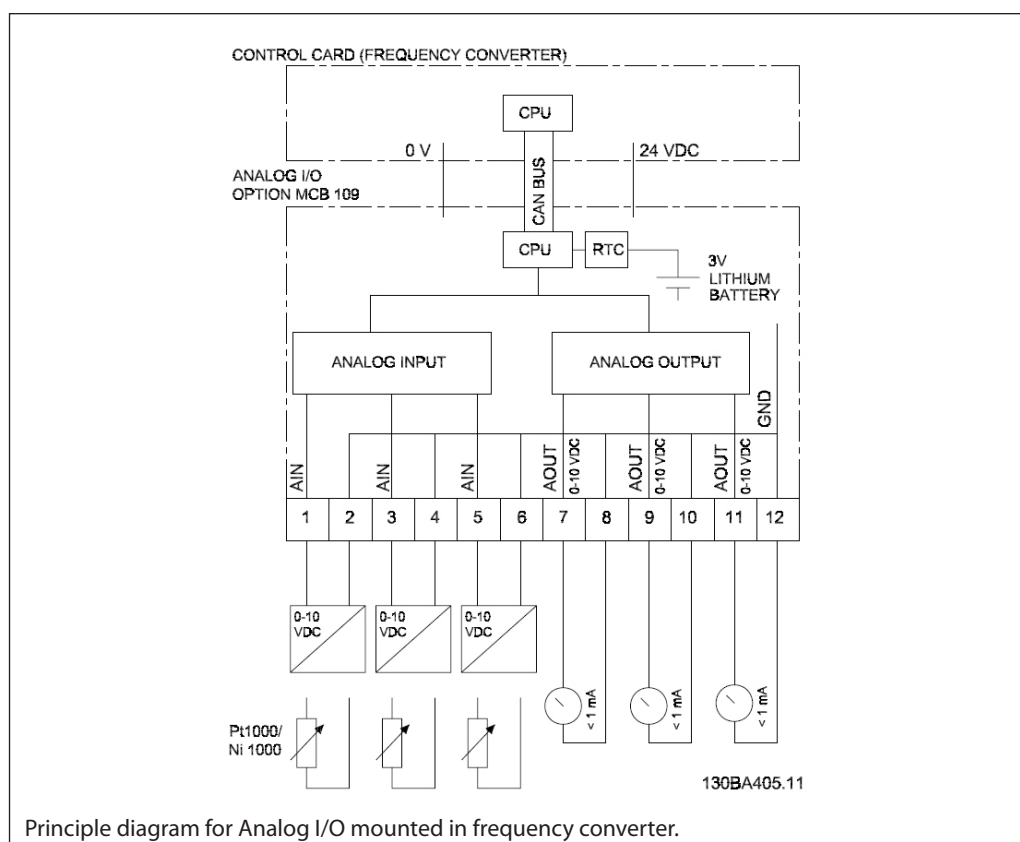 CONTROL CARD (FREQUENCY CONVERTER)
CPU
0 V
24 VDC
ANALOG I/O
OPTION MCB 109
CAN BUS
CPU
RTC
3V
LITHIUM
BATTERY
ANALOG INPUT
ANALOG OUTPUT
GND
AIN
AIN
AIN
AOUT
0-10 VDC
AOUT
0-10 VDC
AOUT
0-10 VDC
1 2 3 4 5 6 7 8 9 10 11 12
0-10
VDC
0-10
VDC
0-10
VDC
< 1 mA
< 1 mA
< 1 mA
Pt1000/
Ni 1000
130BA405.11
Principle diagram for Analog I/O mounted in frequency converter.